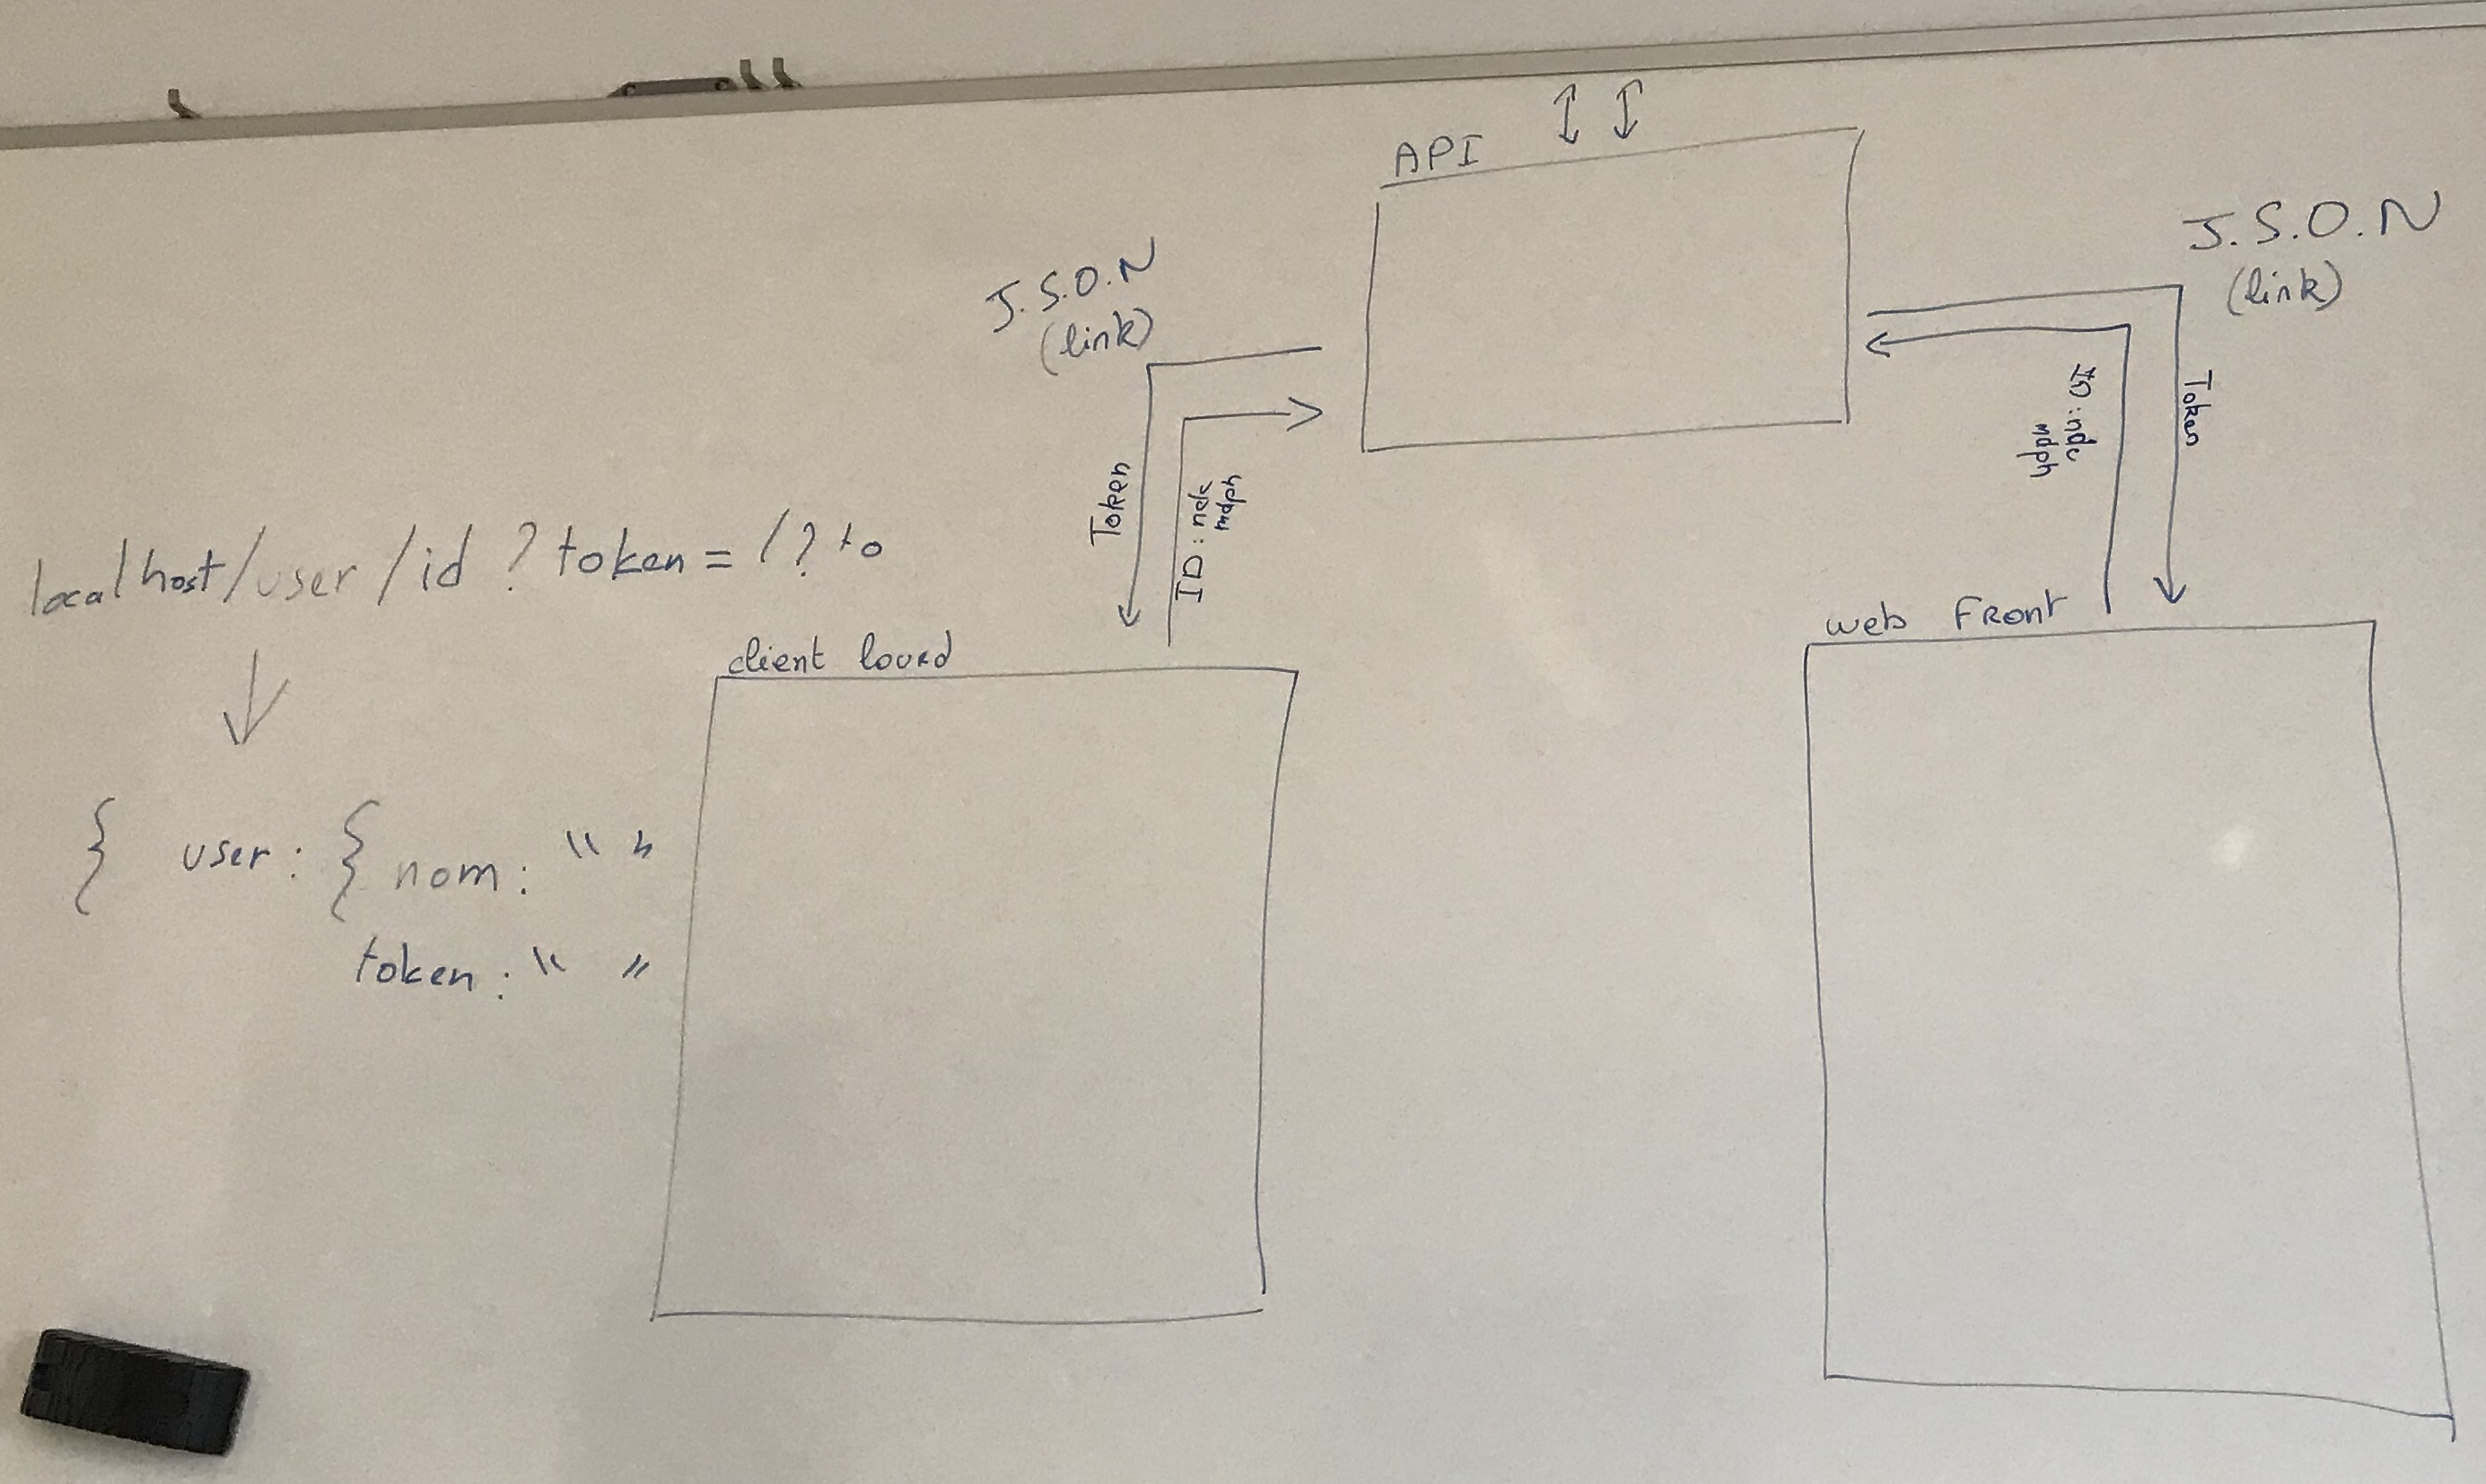 API
J.S.O.N
(link)
J.S.O.N
(link)
Token
ID : ndc
mdph
ID : ndc
mdph
Token
localhost/user/id ? token = /? to
client lourd
web Front
{ user : { nom : " "
token : " "